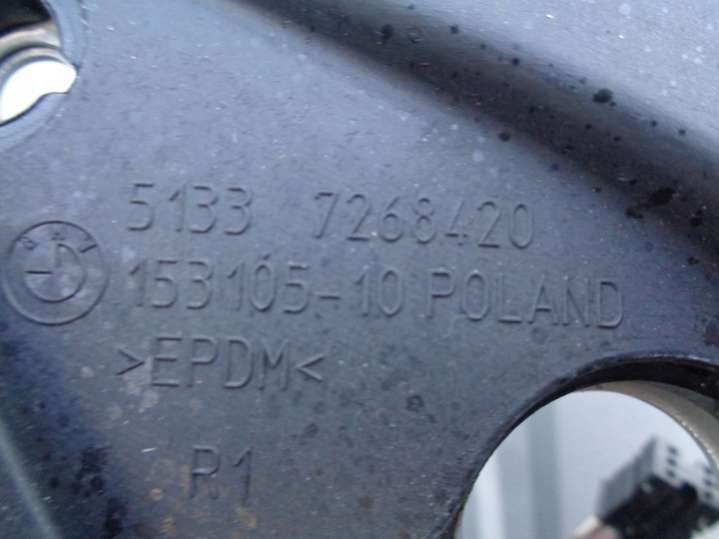 5133 7268420
153105-10 POLAND
>EPDM<
R1